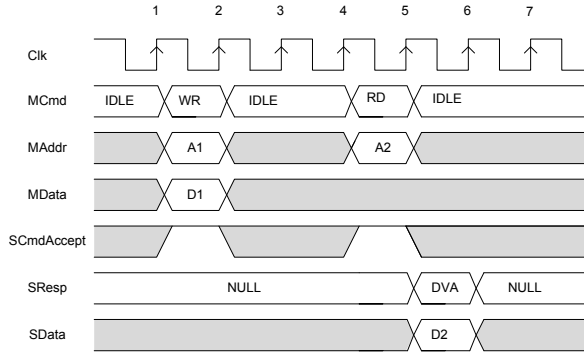 1 2 3 4 5 6 7
Clk
MCmd IDLE WR IDLE RD IDLE
MAddr A1 A2
MData D1
SCmdAccept
SResp NULL DVA NULL
SData D2